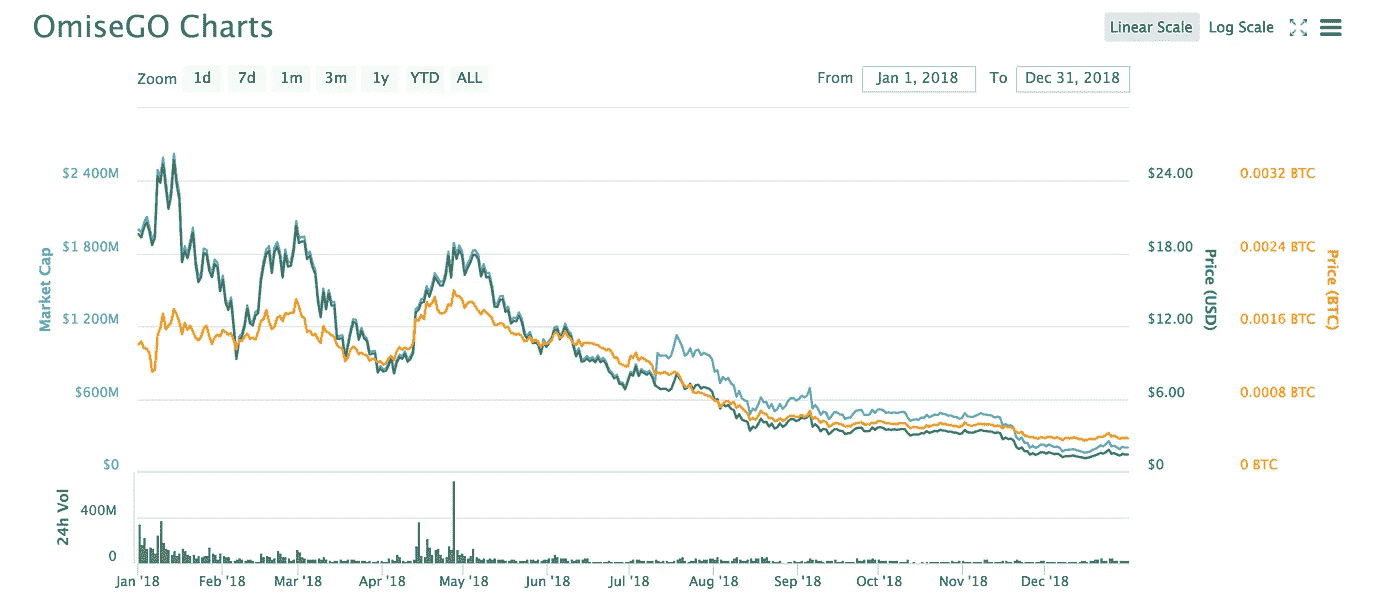 OmiseGO Charts
Linear Scale Log Scale
Zoom 1d 7d 1m 3m 1y YTD ALL From Jan 1, 2018 To Dec 31, 2018
$2 400M $24.00 0.0032 BTC
$1 800M $18.00 0.0024 BTC
Market Cap Price (USD) Price (BTC)
$1 200M $12.00 0.0016 BTC
$600M $6.00 0.0008 BTC
$0 $0 0 BTC
24h Vol
400M
0
Jan '18 Feb '18 Mar '18 Apr '18 May '18 Jun '18 Jul '18 Aug '18 Sep '18 Oct '18 Nov '18 Dec '18